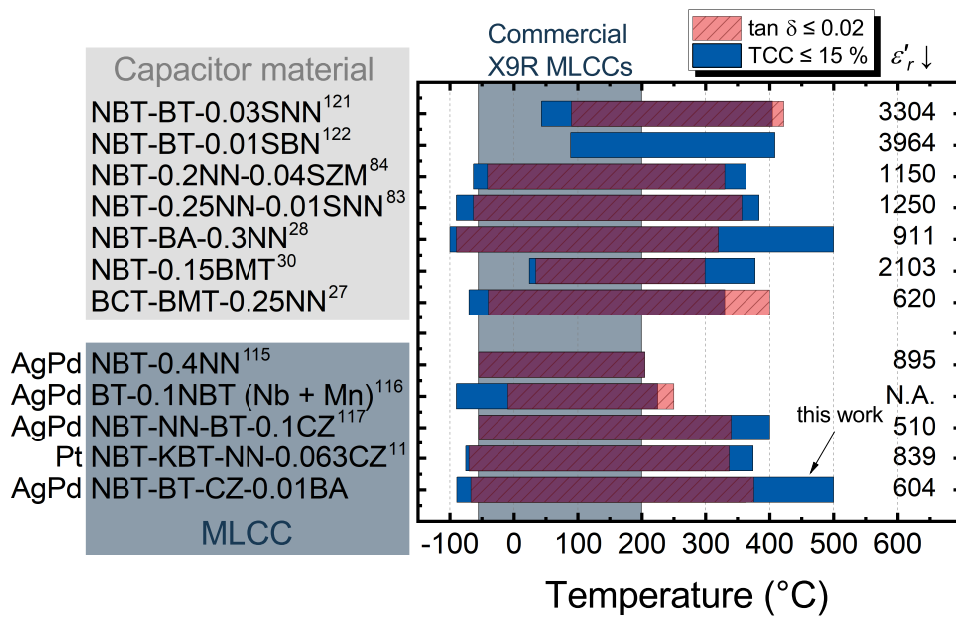 Commercial
X9R MLCCs
tan δ ≤ 0.02
TCC ≤ 15 %
ε′r ↓
Capacitor material
NBT-BT-0.03SNN121 3304
NBT-BT-0.01SBN122 3964
NBT-0.2NN-0.04SZM84 1150
NBT-0.25NN-0.01SNN83 1250
NBT-BA-0.3NN28 911
NBT-0.15BMT30 2103
BCT-BMT-0.25NN27 620
AgPd NBT-0.4NN115 895
AgPd BT-0.1NBT (Nb + Mn)116 N.A.
this work
AgPd NBT-NN-BT-0.1CZ117 510
Pt NBT-KBT-NN-0.063CZ11 839
AgPd NBT-BT-CZ-0.01BA 604
MLCC
-100 0 100 200 300 400 500 600
Temperature (°C)